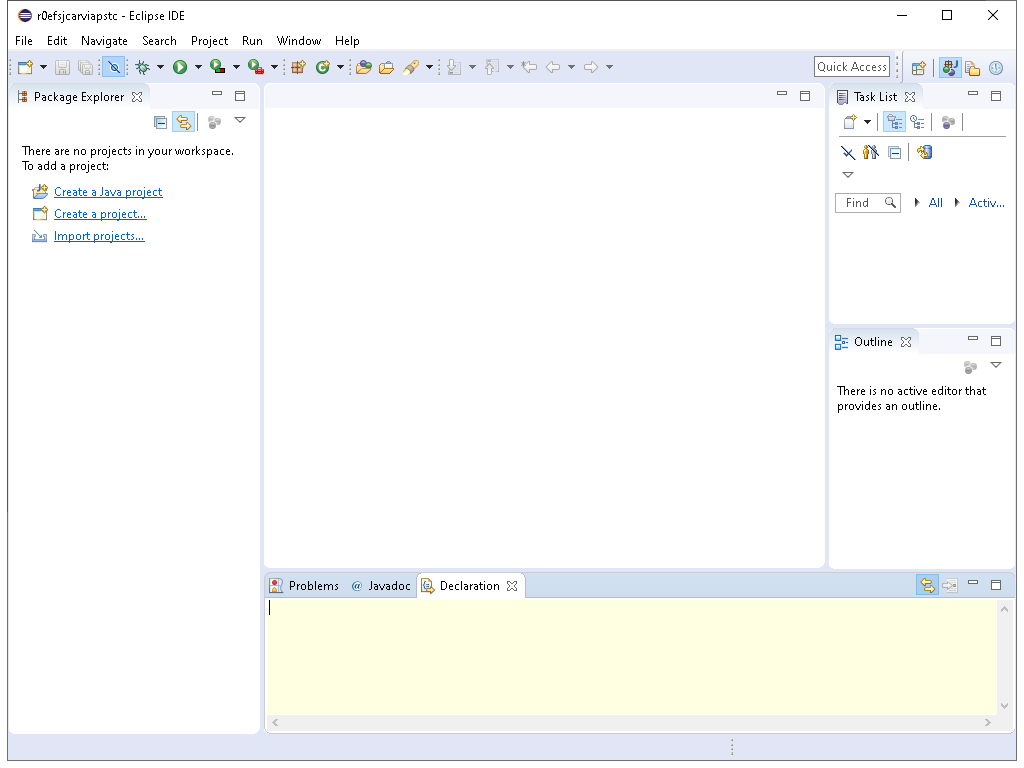 r0efsjcarviapstc - Eclipse IDE
File Edit Navigate Search Project Run Window Help
Quick Access
Package Explorer
There are no projects in your workspace.
To add a project:
Create a Java project
Create a project...
Import projects...
Task List
Find All Activ...
Outline
There is no active editor that
provides an outline.
Problems @ Javadoc Declaration